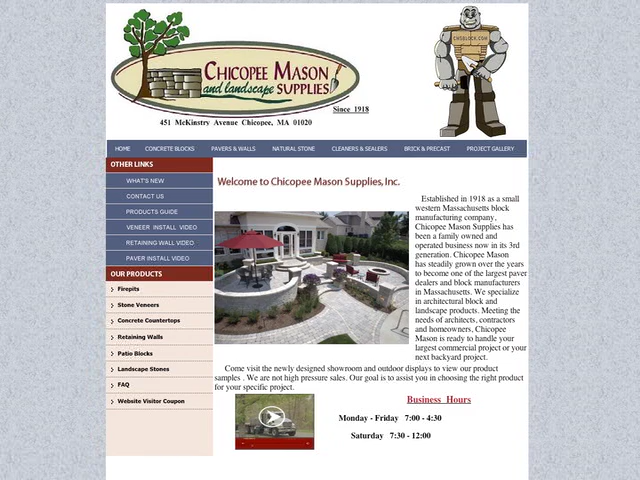 CHICOPEE MASON
and landscape SUPPLIES
Since 1918
451 McKinstry Avenue Chicopee, MA 01020
CMSBLOCK.COM
HOME CONCRETE BLOCKS PAVERS & WALLS NATURAL STONE CLEANERS & SEALERS BRICK & PRECAST PROJECT GALLERY
OTHER LINKS
WHAT'S NEW
CONTACT US
PRODUCTS GUIDE
VENEER INSTALL VIDEO
RETAINING WALL VIDEO
PAVER INSTALL VIDEO
OUR PRODUCTS
Firepits
Stone Veneers
Concrete Countertops
Retaining Walls
Patio Blocks
Landscape Stones
FAQ
Website Visitor Coupon
Welcome to Chicopee Mason Supplies, Inc.
Established in 1918 as a small
western Massachusetts block
manufacturing company,
Chicopee Mason Supplies has
been a family owned and
operated business now in its 3rd
generation. Chicopee Mason
has steadily grown over the years
to become one of the largest paver
dealers and block manufacturers
in Massachusetts. We specialize
in architectural block and
landscape products. Meeting the
needs of architects, contractors
and homeowners, Chicopee
Mason is ready to handle your
largest commercial project or your
next backyard project.
Come visit the newly designed showroom and outdoor displays to view our product
samples . We are not high pressure sales. Our goal is to assist you in choosing the right product
for your specific project.
Business Hours
Monday - Friday 7:00 - 4:30
Saturday 7:30 - 12:00